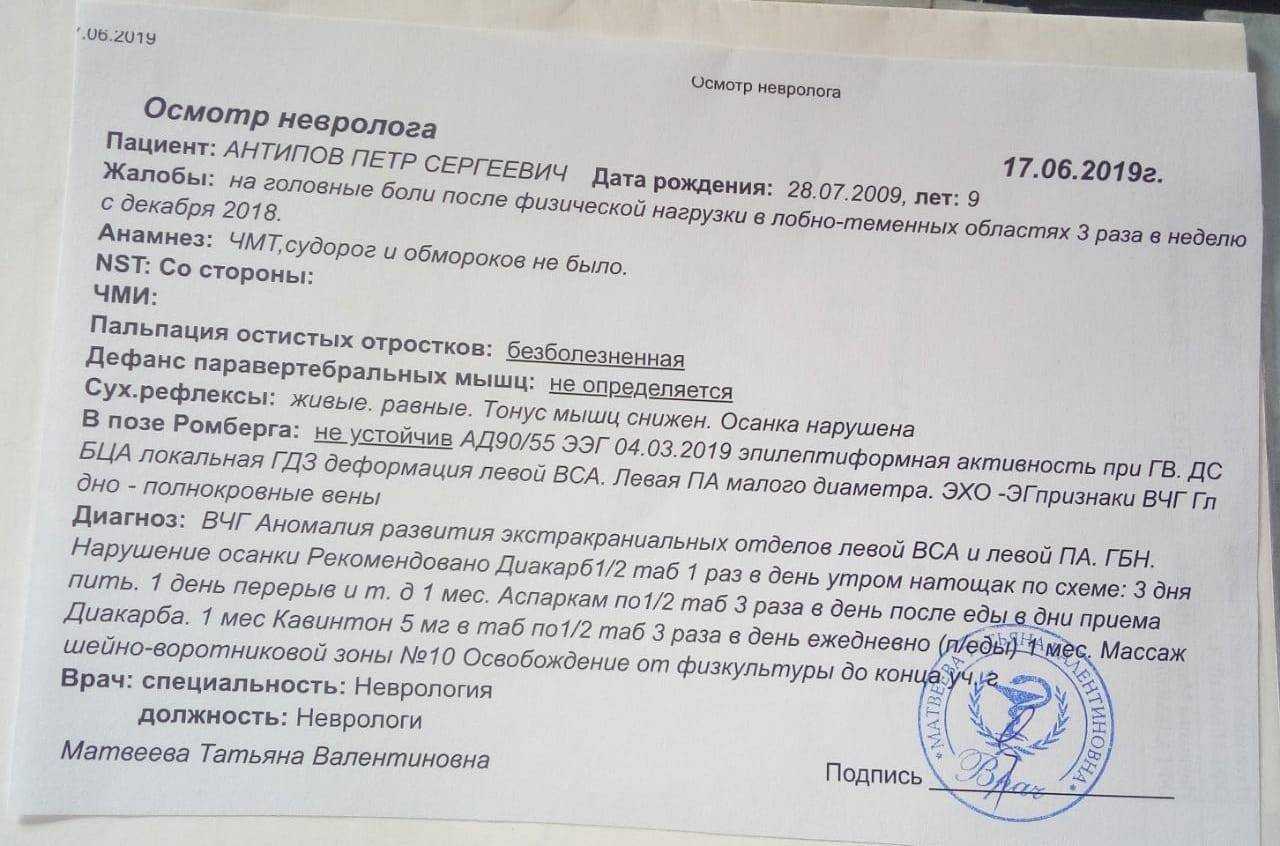 .06.2019
Осмотр невролога
Осмотр невролога
17.06.2019г.
Пациент: АНТИПОВ ПЕТР СЕРГЕЕВИЧ Дата рождения: 28.07.2009, лет: 9
Жалобы: на головные боли после физической нагрузки в лобно-теменных областях 3 раза в неделю
с декабря 2018.
Анамнез: ЧМТ,судорог и обмороков не было.
NST: Со стороны:
ЧМИ:
Пальпация остистых отростков: безболезненная
Дефанс паравертебральных мышц: не определяется
Сух.рефлексы: живые. равные. Тонус мышц снижен. Осанка нарушена
В позе Ромберга: не устойчив АД90/55 ЭЭГ 04.03.2019 эпилептиформная активность при ГВ. ДС
БЦА локальная ГДЗ деформация левой ВСА. Левая ПА малого диаметра. ЭХО -ЭГпризнаки ВЧГ Гл
дно - полнокровные вены
Диагноз: ВЧГ Аномалия развития экстракраниальных отделов левой ВСА и левой ПА. ГБН.
Нарушение осанки Рекомендовано Диакарб1/2 таб 1 раз в день утром натощак по схеме: 3 дня
пить. 1 день перерыв и т. д 1 мес. Аспаркам по1/2 таб 3 раза в день после еды в дни приема
Диакарба. 1 мес Кавинтон 5 мг в таб по1/2 таб 3 раза в день ежедневно (п/еды) 1 мес. Массаж
шейно-воротниковой зоны №10 Освобождение от физкультуры до конца уч. г
Врач: специальность: Неврология
должность: Неврологи
Матвеева Татьяна Валентиновна
Подпись
*МАТВЕЕВА ТАТЬЯНА ВАЛЕНТИНОВНА*
Врач